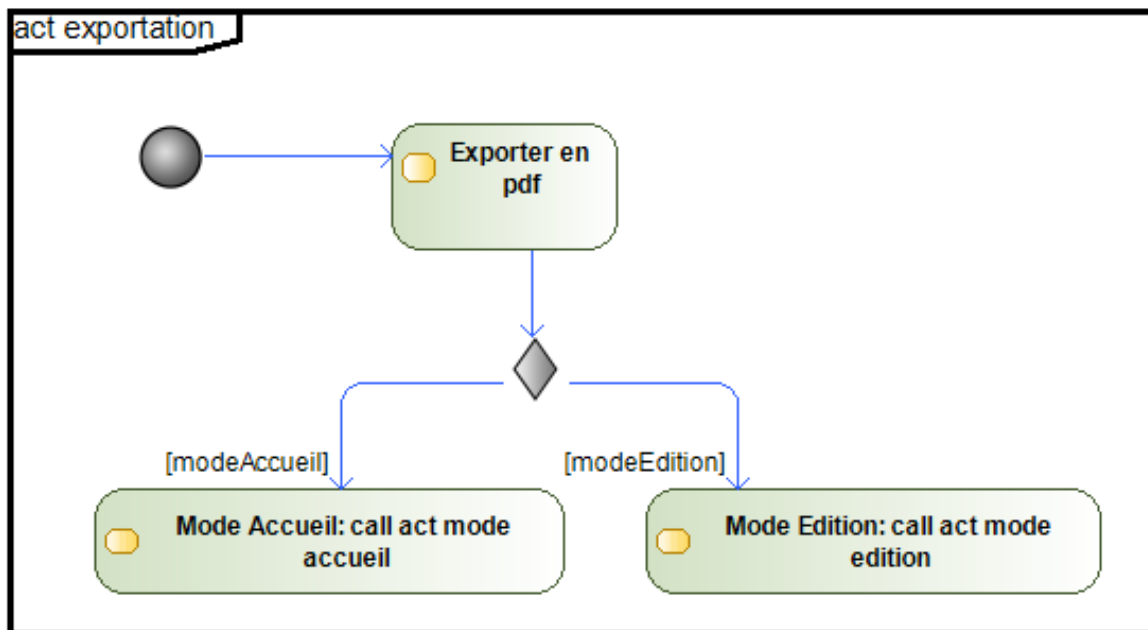 act exportation
Exporter en
pdf
[modeAccueil]
[modeEdition]
Mode Accueil: call act mode
accueil
Mode Edition: call act mode
edition